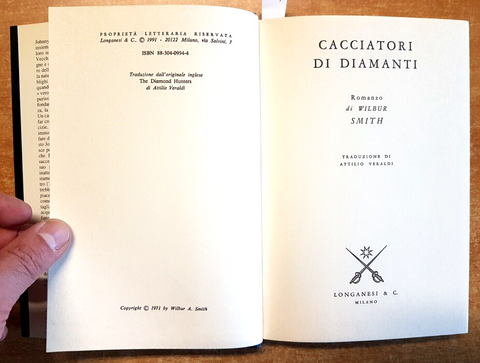 PROPRIETÀ LETTERARIA RISERVATA
Longanesi & C., © 1991 - 20122 Milano, via Salvini, 3
ISBN 88-304-0994-4
Traduzione dall'originale inglese
The Diamond Hunters
di Attilio Veraldi
Copyright © 1971 by Wilbur A. Smith
CACCIATORI
DI DIAMANTI
Romanzo
di WILBUR
SMITH
TRADUZIONE DI
ATTILIO VERALDI
LONGANESI & C.
MILANO